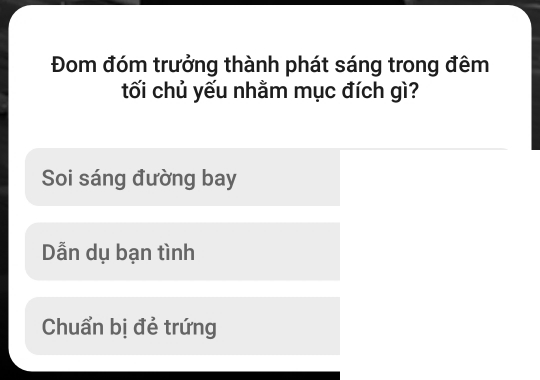 Đom đóm trưởng thành phát sáng trong đêm
tối chủ yếu nhằm mục đích gì?
Soi sáng đường bay
Dẫn dụ bạn tình
Chuẩn bị đẻ trứng